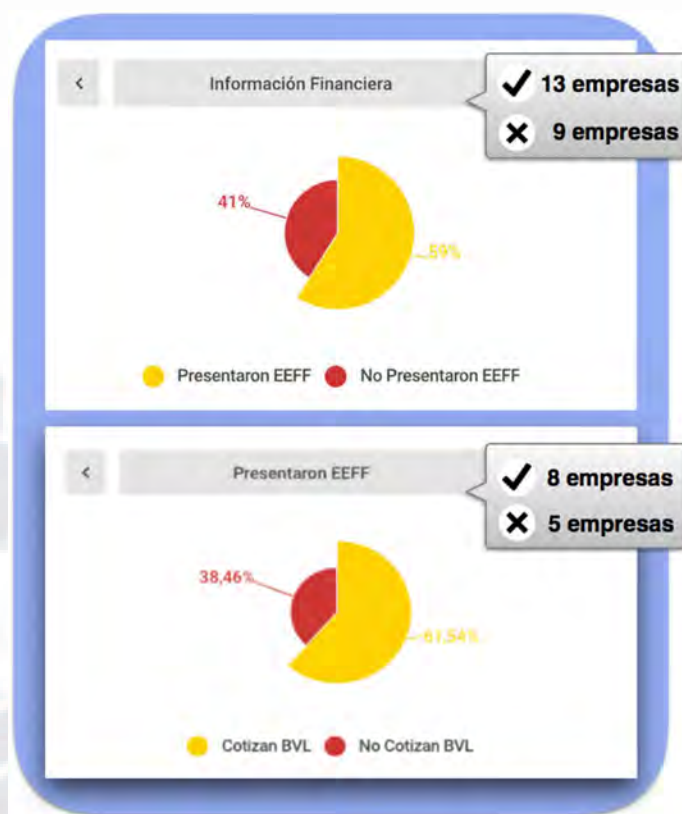 <
Información Financiera
13 empresas
9 empresas
41%
59%
Presentaron EEFF
No Presentaron EEFF
<
Presentaron EEFF
8 empresas
5 empresas
38,46%
61,54%
Cotizan BVL
No Cotizan BVL